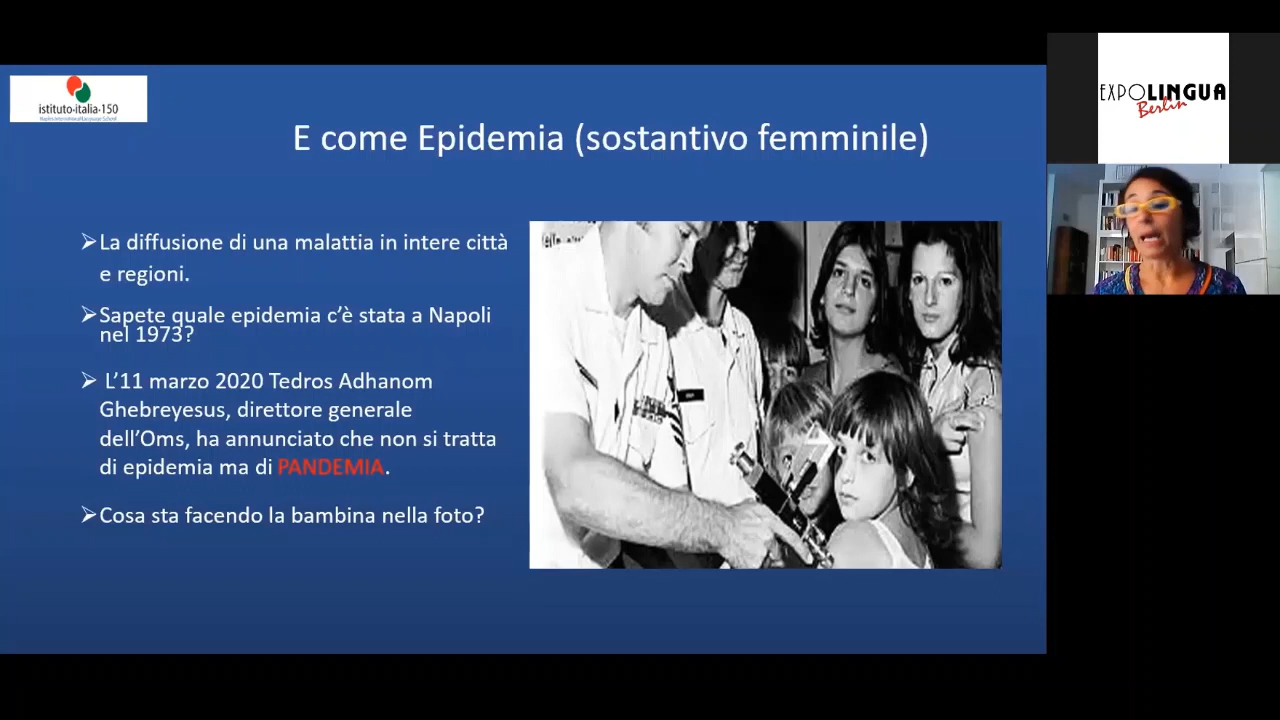 istituto-italia-150
E come Epidemia (sostantivo femminile)
La diffusione di una malattia in intere città
e regioni.
Sapete quale epidemia c’è stata a Napoli
nel 1973?
L’11 marzo 2020 Tedros Adhanom
Ghebreyesus, direttore generale
dell’Oms, ha annunciato che non si tratta
di epidemia ma di PANDEMIA.
Cosa sta facendo la bambina nella foto?
EXPOLINGUA
Berlin